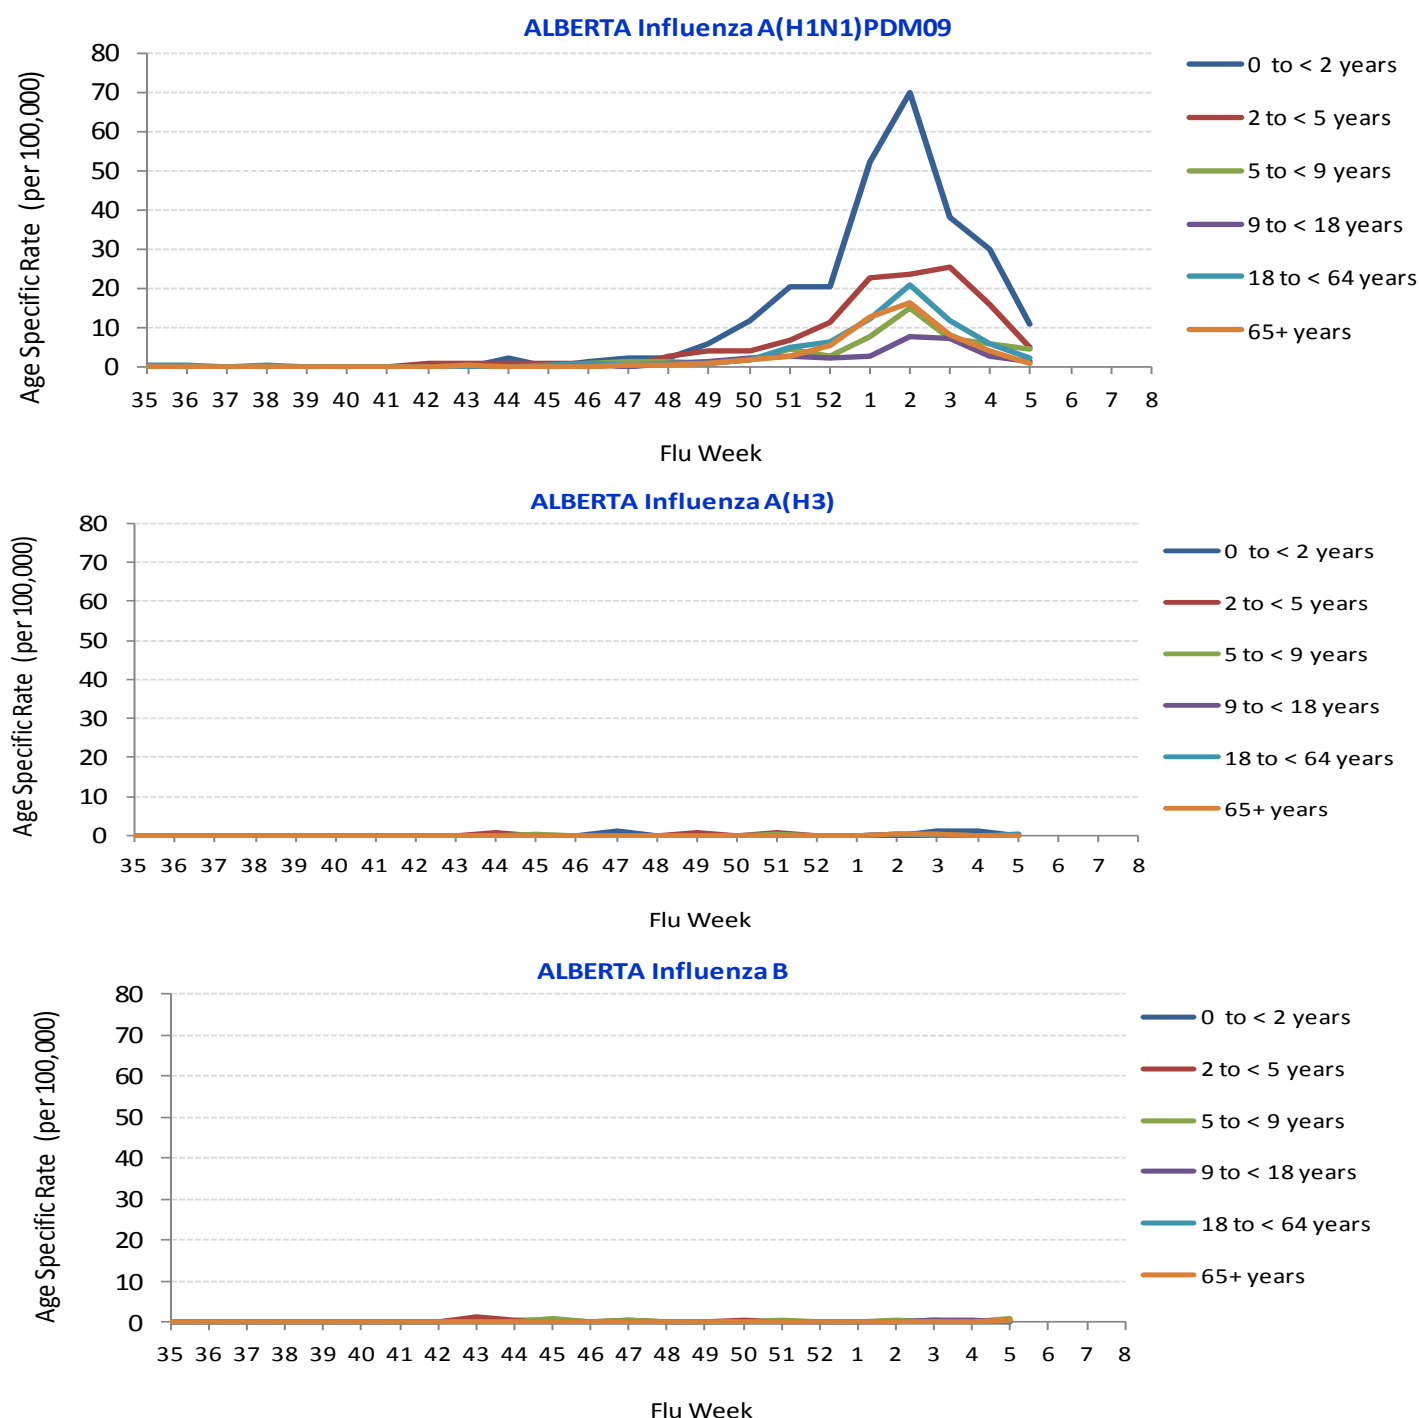 ALBERTA Influenza A(H1N1)PDM09
Age Specific Rate (per 100,000)
80
70
60
50
40
30
20
10
0
35 36 37 38 39 40 41 42 43 44 45 46 47 48 49 50 51 52 1 2 3 4 5 6 7 8
Flu Week
0 to < 2 years
2 to < 5 years
5 to < 9 years
9 to < 18 years
18 to < 64 years
65+ years
ALBERTA Influenza A(H3)
Age Specific Rate (per 100,000)
80
70
60
50
40
30
20
10
0
35 36 37 38 39 40 41 42 43 44 45 46 47 48 49 50 51 52 1 2 3 4 5 6 7 8
Flu Week
0 to < 2 years
2 to < 5 years
5 to < 9 years
9 to < 18 years
18 to < 64 years
65+ years
ALBERTA Influenza B
Age Specific Rate (per 100,000)
80
70
60
50
40
30
20
10
0
35 36 37 38 39 40 41 42 43 44 45 46 47 48 49 50 51 52 1 2 3 4 5 6 7 8
Flu Week
0 to < 2 years
2 to < 5 years
5 to < 9 years
9 to < 18 years
18 to < 64 years
65+ years